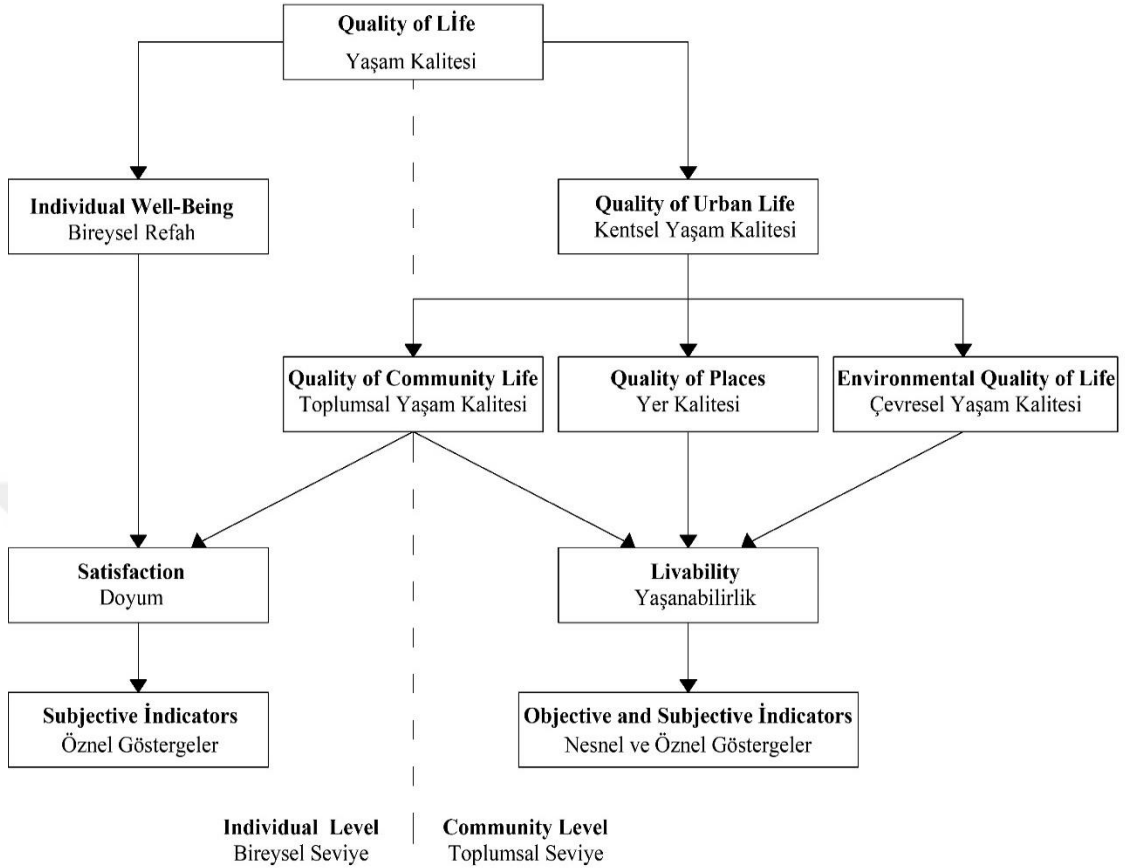 Quality of Lİfe
Yaşam Kalitesi
Individual Well-Being
Bireysel Refah
Quality of Urban Life
Kentsel Yaşam Kalitesi
Quality of Community Life
Toplumsal Yaşam Kalitesi
Quality of Places
Yer Kalitesi
Environmental Quality of Life
Çevresel Yaşam Kalitesi
Satisfaction
Doyum
Livability
Yaşanabilirlik
Subjective İndicators
Öznel Göstergeler
Objective and Subjective İndicators
Nesnel ve Öznel Göstergeler
Individual Level
Bireysel Seviye
Community Level
Toplumsal Seviye